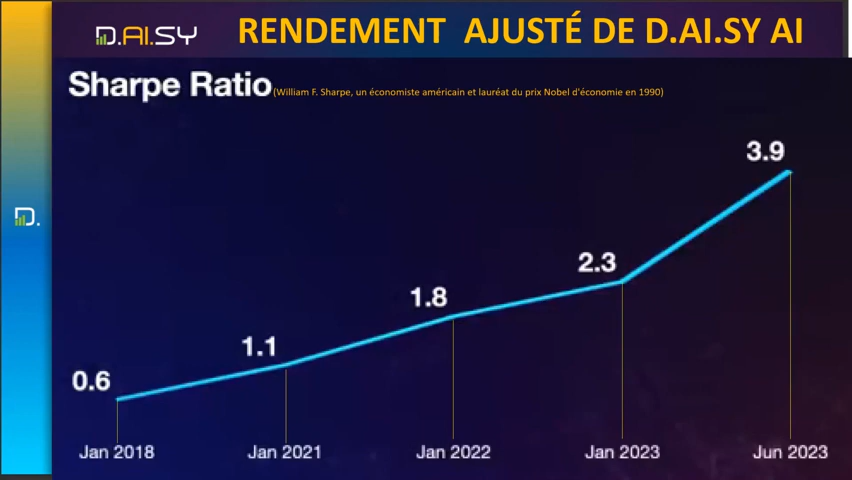 D.AI.SY
RENDEMENT AJUSTÉ DE D.AI.SY AI
Sharpe Ratio (William F. Sharpe, un économiste américain et lauréat du prix Nobel d'économie en 1990)
3.9
2.3
1.8
1.1
0.6
D.
Jan 2018 Jan 2021 Jan 2022 Jan 2023 Jun 2023